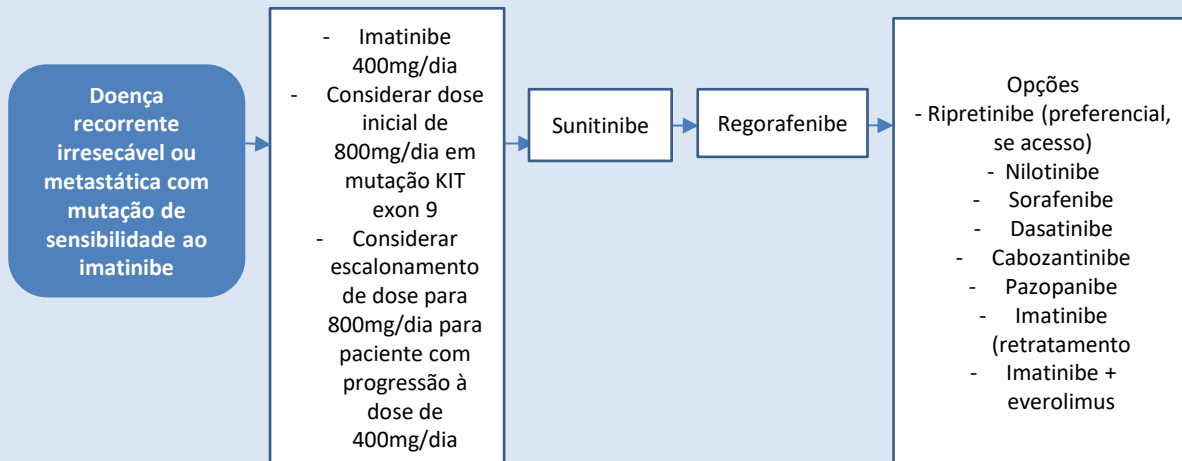 Doença
recorrente
irresecável ou
metastática com
mutação de
sensibilidade ao
imatinibe
- Imatinibe
400mg/dia
- Considerar dose
inicial de
800mg/dia em
mutação KIT
exon 9
- Considerar
escalonamento
de dose para
800mg/dia para
paciente com
progressão à
dose de
400mg/dia
Sunitinibe
Regorafenibe
Opções
- Ripretinibe (preferencial,
se acesso)
- Nilotinibe
- Sorafenibe
- Dasatinibe
- Cabozantinibe
- Pazopanibe
- Imatinibe
(retratamento
- Imatinibe +
everolimus